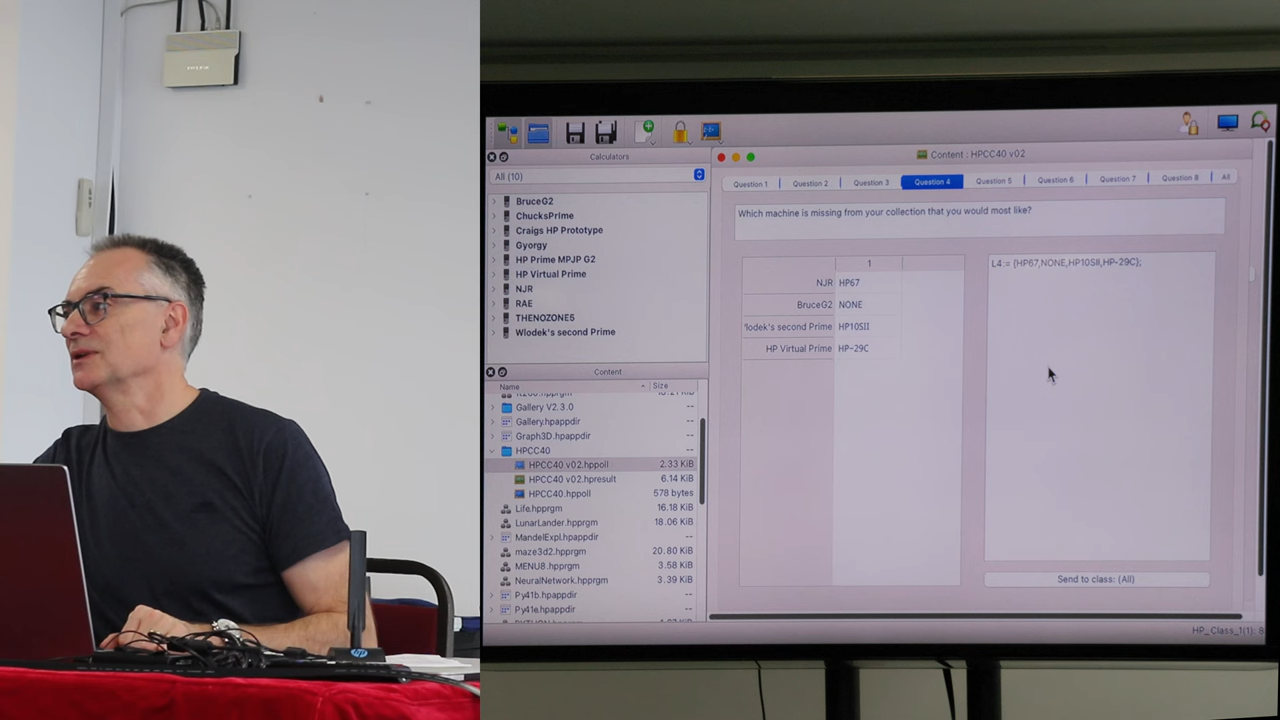 Calculators
All (10)
BruceG2
ChucksPrime
Craigs HP Prototype
Gyorgy
HP Prime MPJP G2
HP Virtual Prime
NJR
RAE
THENOZONE5
Wlodek's second Prime
Content
Name Size
Gallery V2.3.0 --
Gallery.hpappdir --
Graph3D.hpappdir --
HPCC40 --
HPCC40 v02.hppoll 2.33 KiB
HPCC40 v02.hpresult 6.14 KiB
HPCC40.hppoll 578 bytes
Life.hpprgm 16.18 KiB
LunarLander.hpprgm 18.06 KiB
MandelExpl.hpappdir --
maze3d2.hpprgm 20.80 KiB
MENU8.hpprgm 3.58 KiB
NeuralNetwork.hpprgm 3.39 KiB
Py41b.hpappdir --
Py41e.hpappdir --
Content : HPCC40 v02
Question 1 Question 2 Question 3 Question 4 Question 5 Question 6 Question 7 Question 8 All
Which machine is missing from your collection that you would most like?
1
NJR HP67
BruceG2 NONE
'lodek's second Prime HP10SII
HP Virtual Prime HP-29C
L4:= {HP67,NONE,HP10SII,HP-29C};
Send to class: (All)
HP_Class_1(1): 8
hp